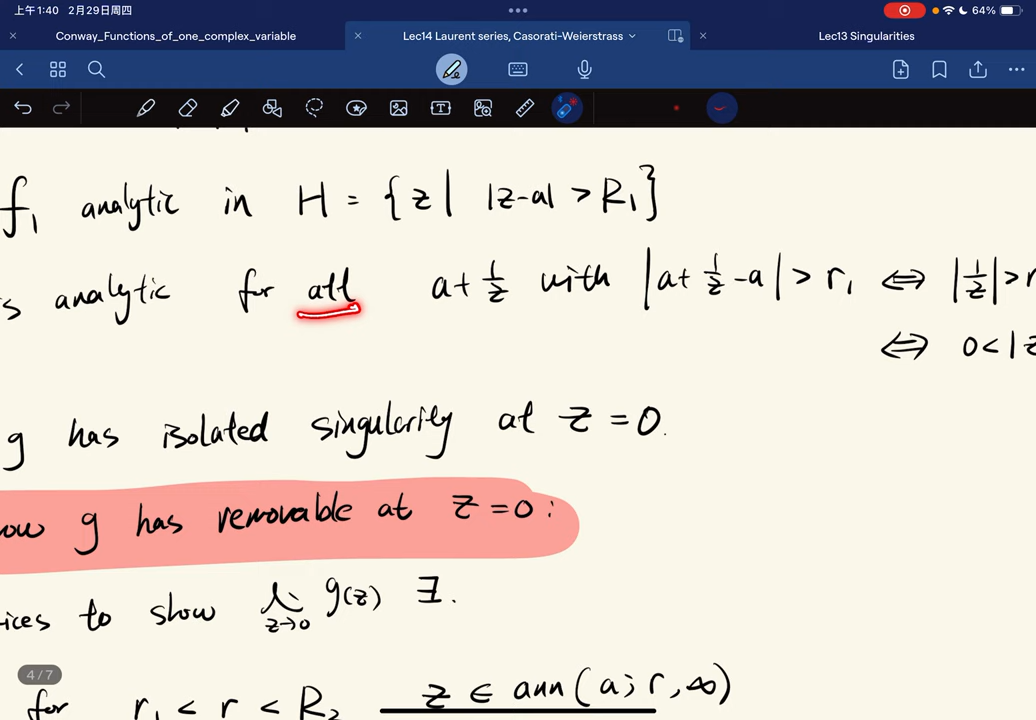 上午1:40 2月29日周四
64%
Conway_Functions_of_one_complex_variable
Lec14 Laurent series, Casorati-Weierstrass
Lec13 Singularities
f₁ analytic in H = {z | |z-a| > R₁}
s analytic for all a+1/z with |a+1/z-a| > r₁ ⇔ |1/z| > r
⇔ 0 < |z
g has isolated singularity at z = 0.
ow g has removable at z = 0:
ices to show lim z→0 g(z) ∃.
4/7
for r₁ < r < R₂ z ∈ ann(a; r, ∞)